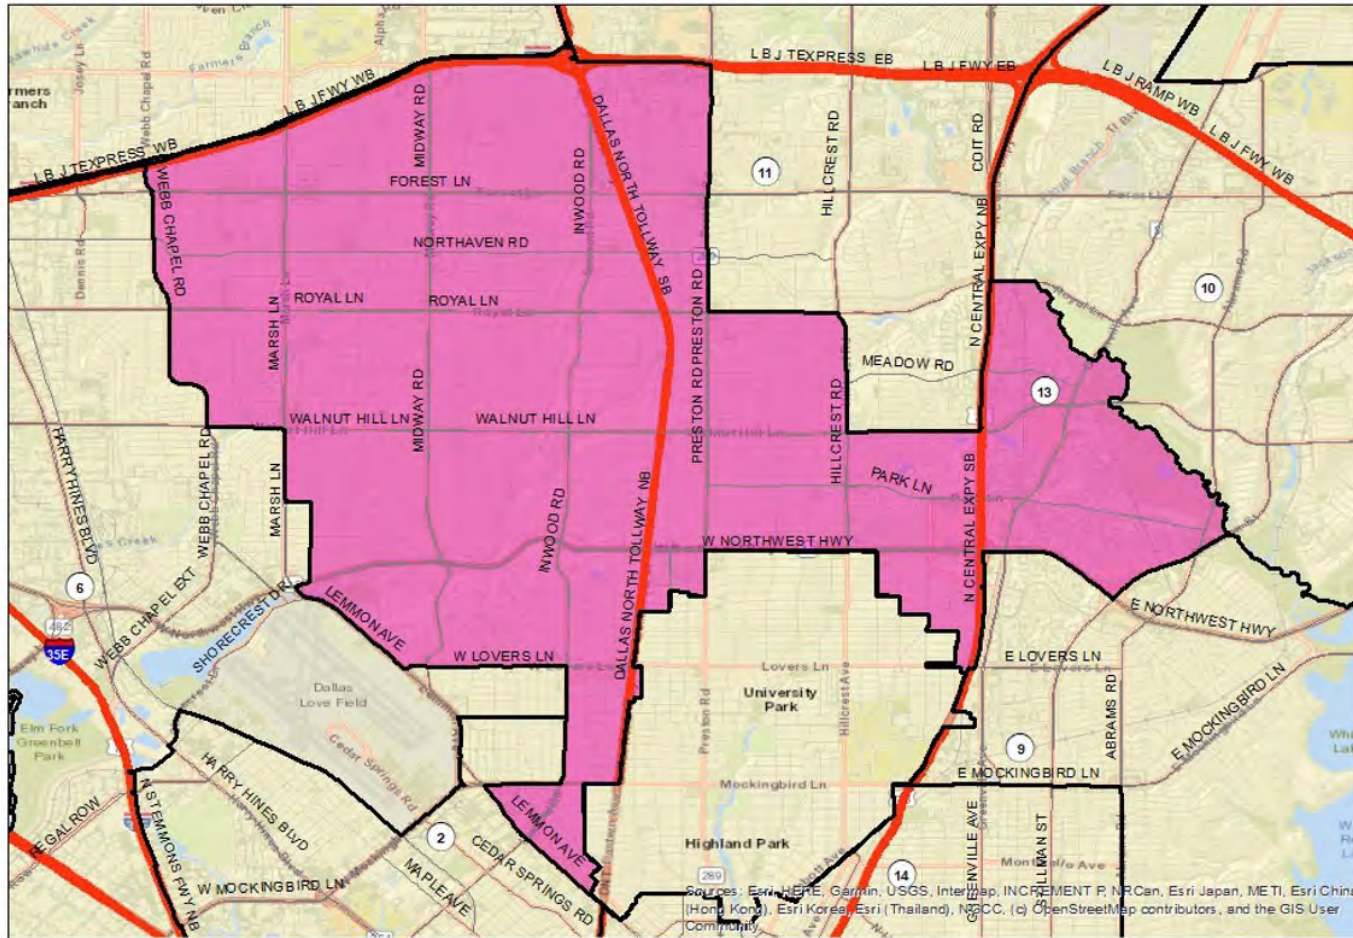 Farmers
Branch
Josey Ln
Webb Chapel Rd
L B J TEXPRESS EB
L B J FWY EB
L B J RAMP WB
L B J FWY WB
L B J FWY WB
L B J TEXPRESS WB
MIDWAY RD
DALLAS NORTH TOLLWAY SB
INWOOD RD
HILLCREST RD
COIT RD
11
WEBB CHAPEL RD
FOREST LN
Forest Ln
Dennis Rd
NORTHAVEN RD
N CENTRAL EXPY NB
10
MARSH LN
Marsh Ln
ROYAL LN
ROYAL LN
Royal Ln
PRESTON RD
PRESTON RD
MEADOW RD
13
MIDWAY RD
HILLCREST RD
WALNUT HILL LN
WALNUT HILL LN
HARRY HINES BLVD
WEBB CHAPEL RD
MARSH LN
INWOOD RD
DALLAS NORTH TOLLWAY NB
PARK LN
N CENTRAL EXPY SB
W NORTHWEST HWY
6
482
35E
WEBB CHAPEL EXT
SHORECREST DR
LEMMON AVE
E NORTHWEST HWY
W LOVERS LN
Lovers Ln
E LOVERS LN
E Lovers Ln
Dallas
Love Field
University
Park
Preston Rd
Hillcrest Ave
ABRAMS RD
E MOCKINGBIRD LN
Elm Fork
Greenbelt
Park
Cedar Springs Rd
9
HARRY HINES BLVD
N STEMMONS FWY NB
REGAL ROW
Mockingbird Ln
E MOCKINGBIRD LN
LEMMON AVE
2
CEDAR SPRINGS RD
MAPLE AVE
W MOCKINGBIRD LN
Highland Park
289
14
GREENVILLE AVE
SKILLMAN ST
Monticello Ave
Sources: Esri, HERE, Garmin, USGS, Intermap, INCREMENT P, NRCan, Esri Japan, METI, Esri China
(Hong Kong), Esri Korea, Esri (Thailand), NGCC, (c) OpenStreetMap contributors, and the GIS User
Community